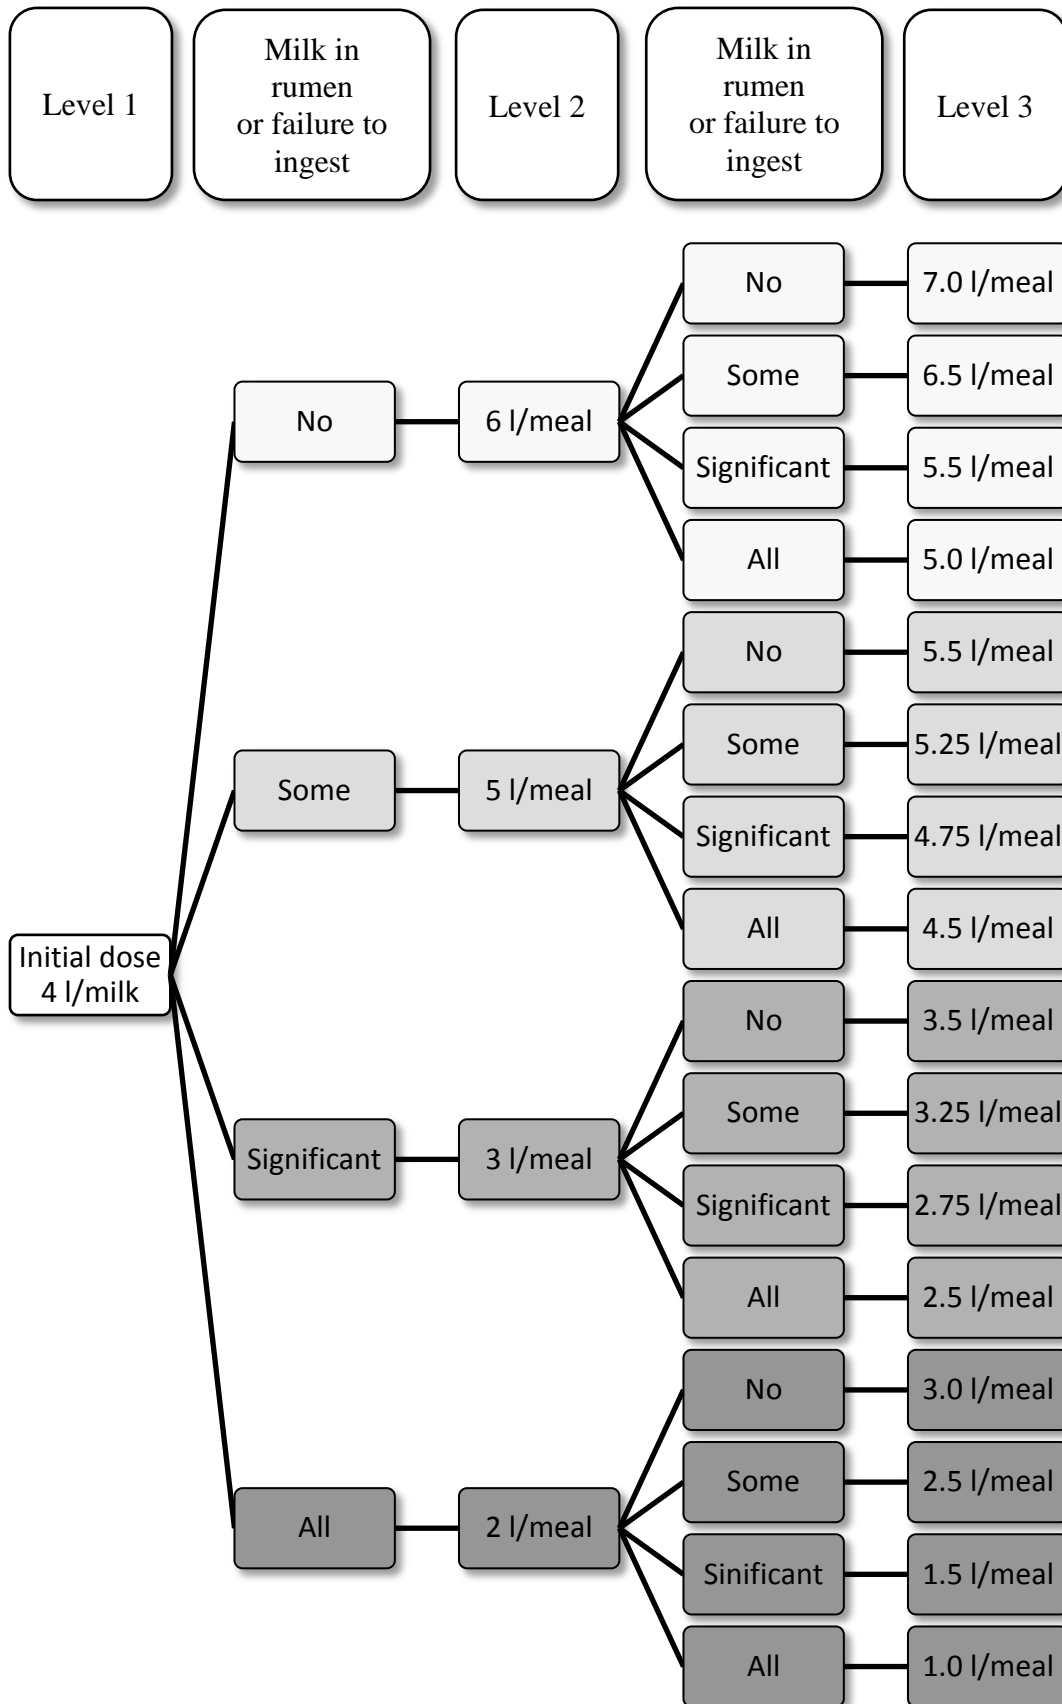 Level 1
Milk in
rumen
or failure to
ingest
Level 2
Milk in
rumen
or failure to
ingest
Level 3
Initial dose
4 l/milk
No
6 l/meal
No
7.0 l/meal
Some
6.5 l/meal
Significant
5.5 l/meal
All
5.0 l/meal
Some
5 l/meal
No
5.5 l/meal
Some
5.25 l/meal
Significant
4.75 l/meal
All
4.5 l/meal
Significant
3 l/meal
No
3.5 l/meal
Some
3.25 l/meal
Significant
2.75 l/meal
All
2.5 l/meal
All
2 l/meal
No
3.0 l/meal
Some
2.5 l/meal
Sinificant
1.5 l/meal
All
1.0 l/meal